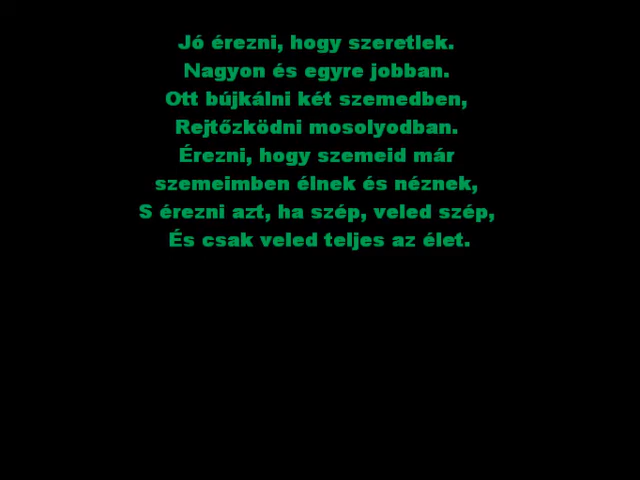 Jó érezni, hogy szeretlek.
Nagyon és egyre jobban.
Ott bújkálni két szemedben,
Rejtőzködni mosolyodban.
Érezni, hogy szemeid már
szemeimben élnek és néznek,
S érezni azt, ha szép, veled szép,
És csak veled teljes az élet.